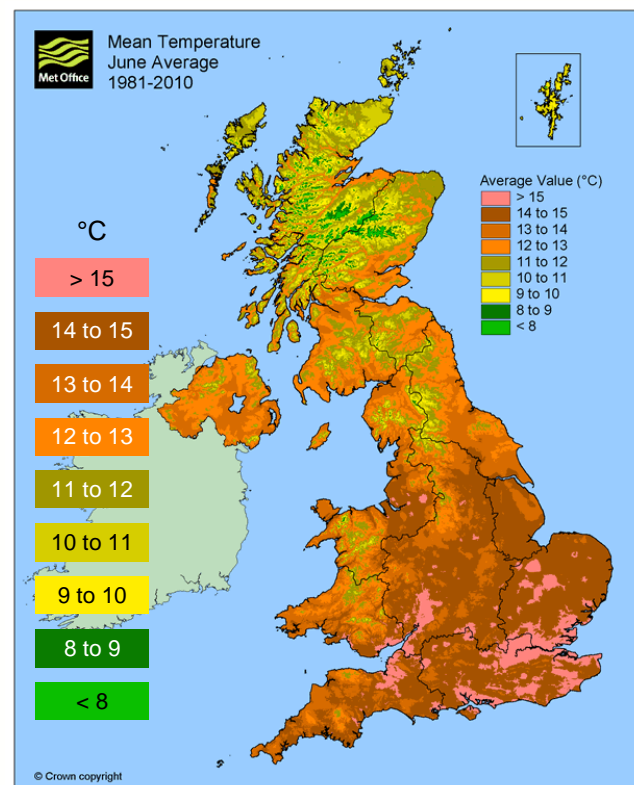 Met Office
Mean Temperature
June Average
1981-2010
Average Value (°C)
> 15
14 to 15
13 to 14
12 to 13
11 to 12
10 to 11
9 to 10
8 to 9
< 8
°C
> 15
14 to 15
13 to 14
12 to 13
11 to 12
10 to 11
9 to 10
8 to 9
< 8
© Crown copyright